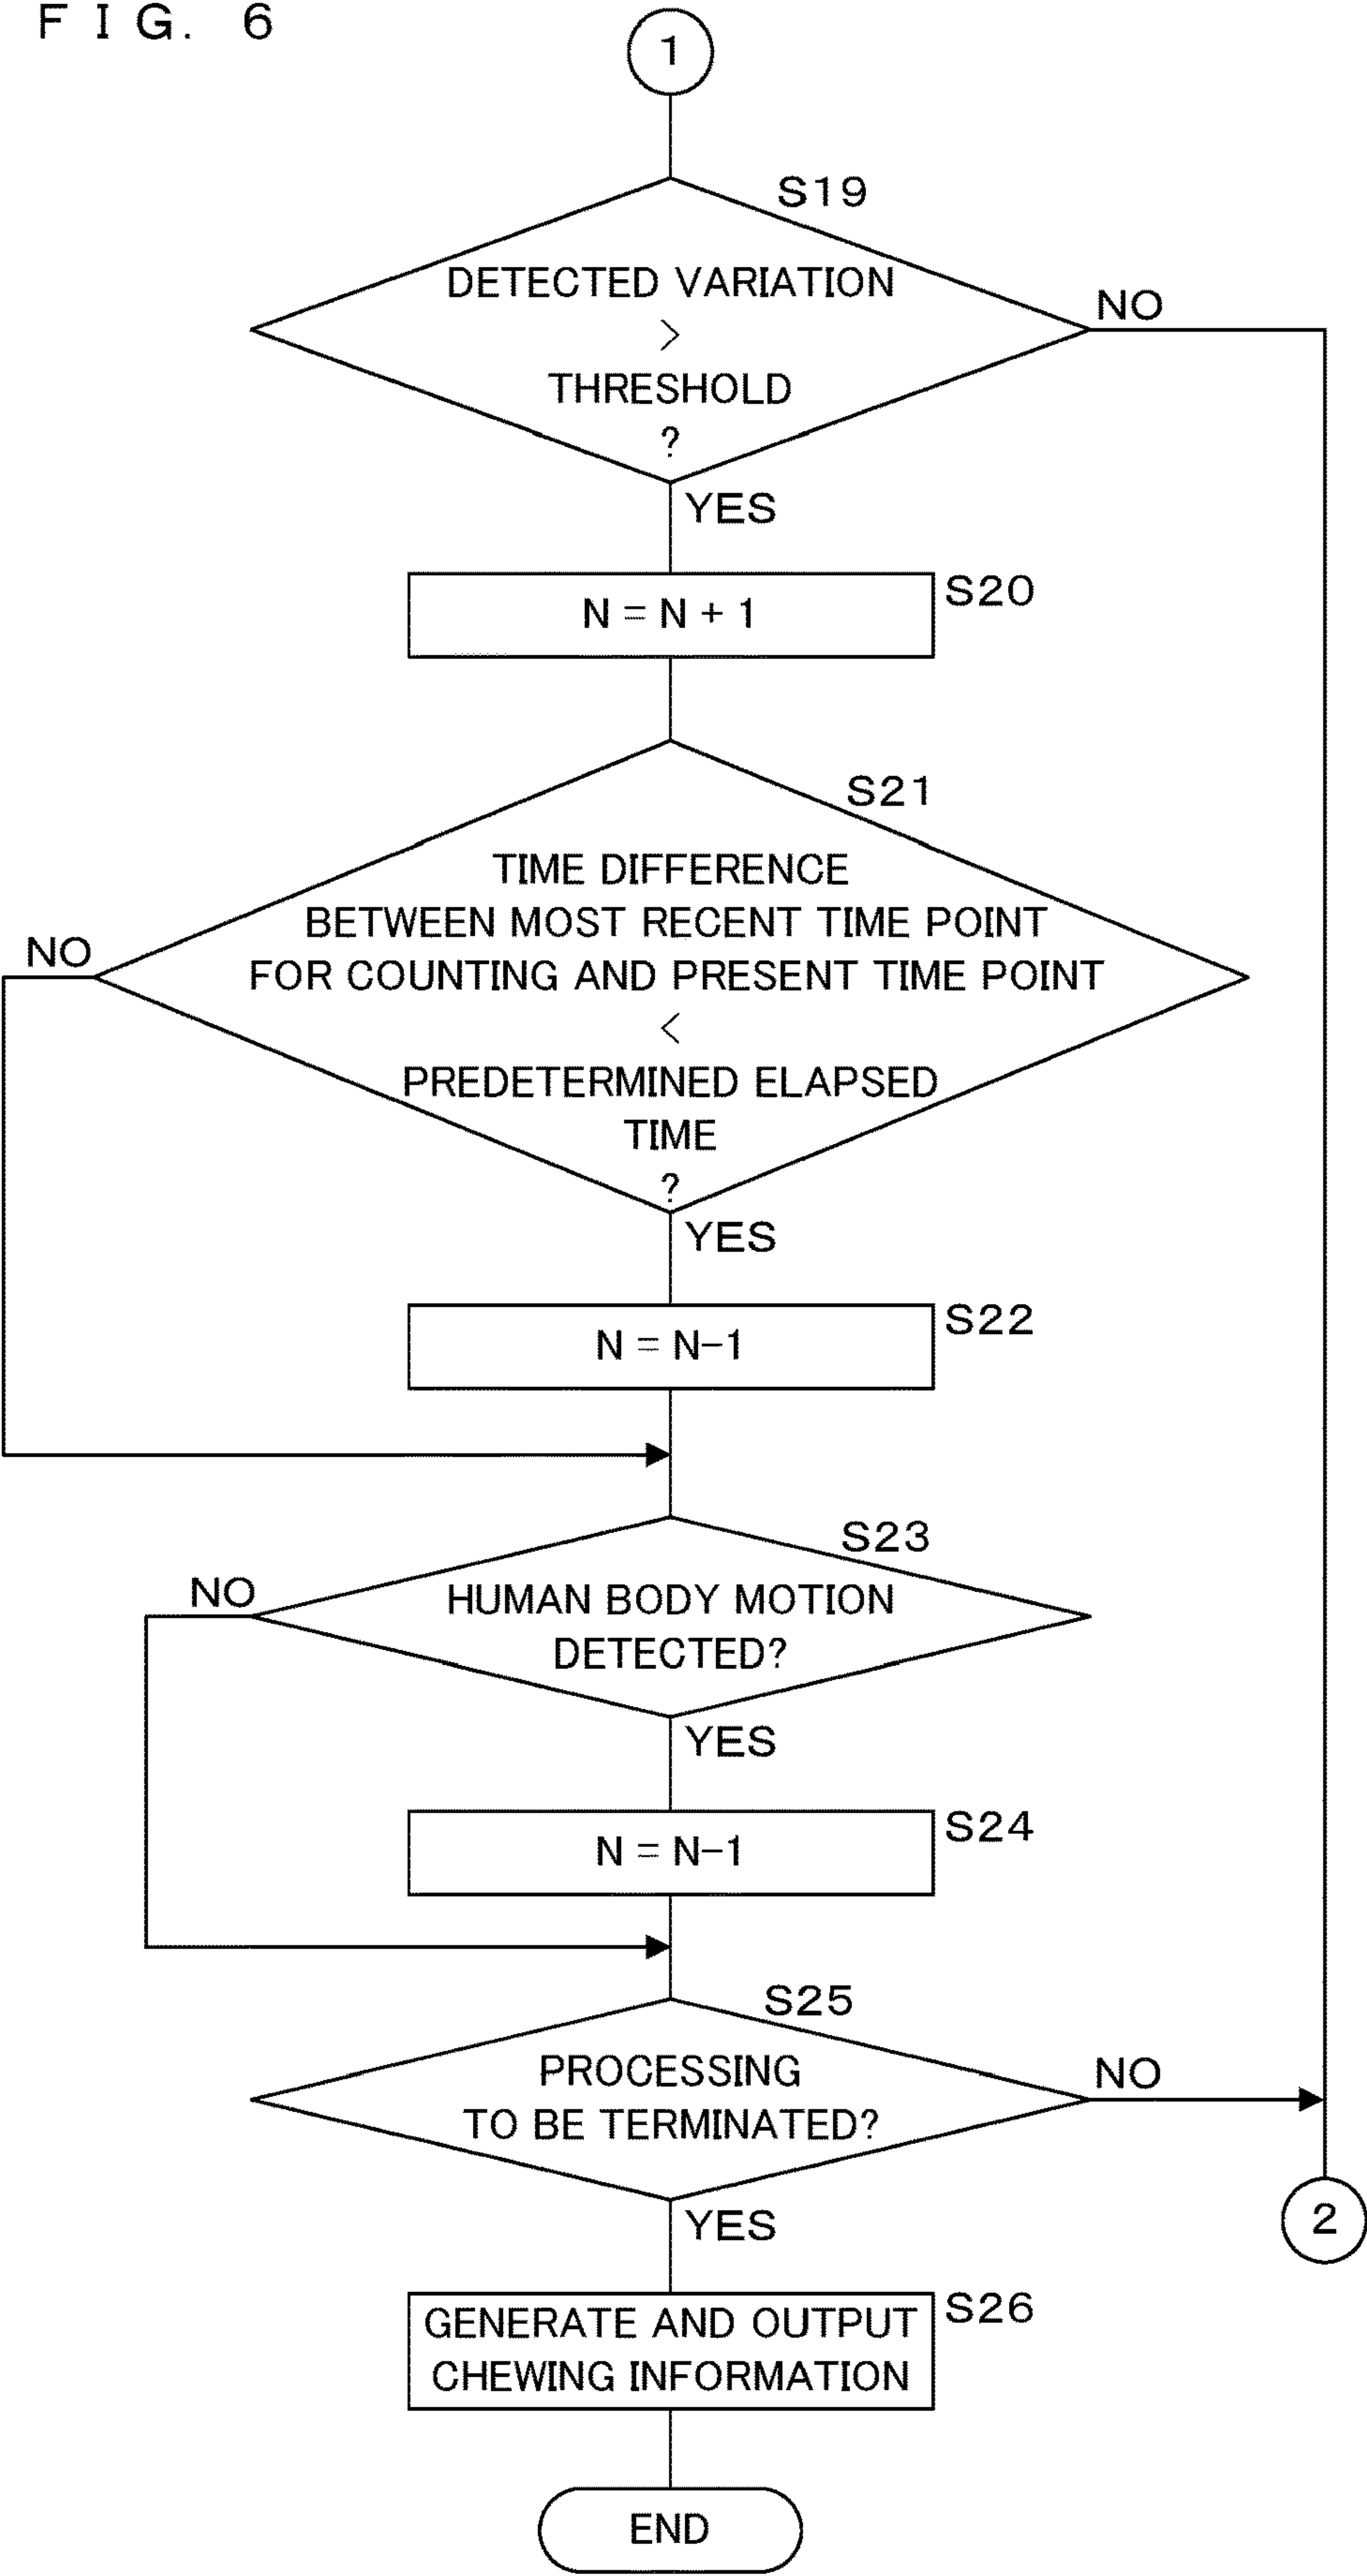 FIG. 6
1
S19
DETECTED VARIATION
>
THRESHOLD
?
NO
YES
N = N + 1
S20
S21
TIME DIFFERENCE
BETWEEN MOST RECENT TIME POINT
FOR COUNTING AND PRESENT TIME POINT
<
PREDETERMINED ELAPSED
TIME
?
NO
YES
N = N-1
S22
S23
HUMAN BODY MOTION
DETECTED?
NO
YES
N = N-1
S24
S25
PROCESSING
TO BE TERMINATED?
NO
2
YES
GENERATE AND OUTPUT
CHEWING INFORMATION
S26
END